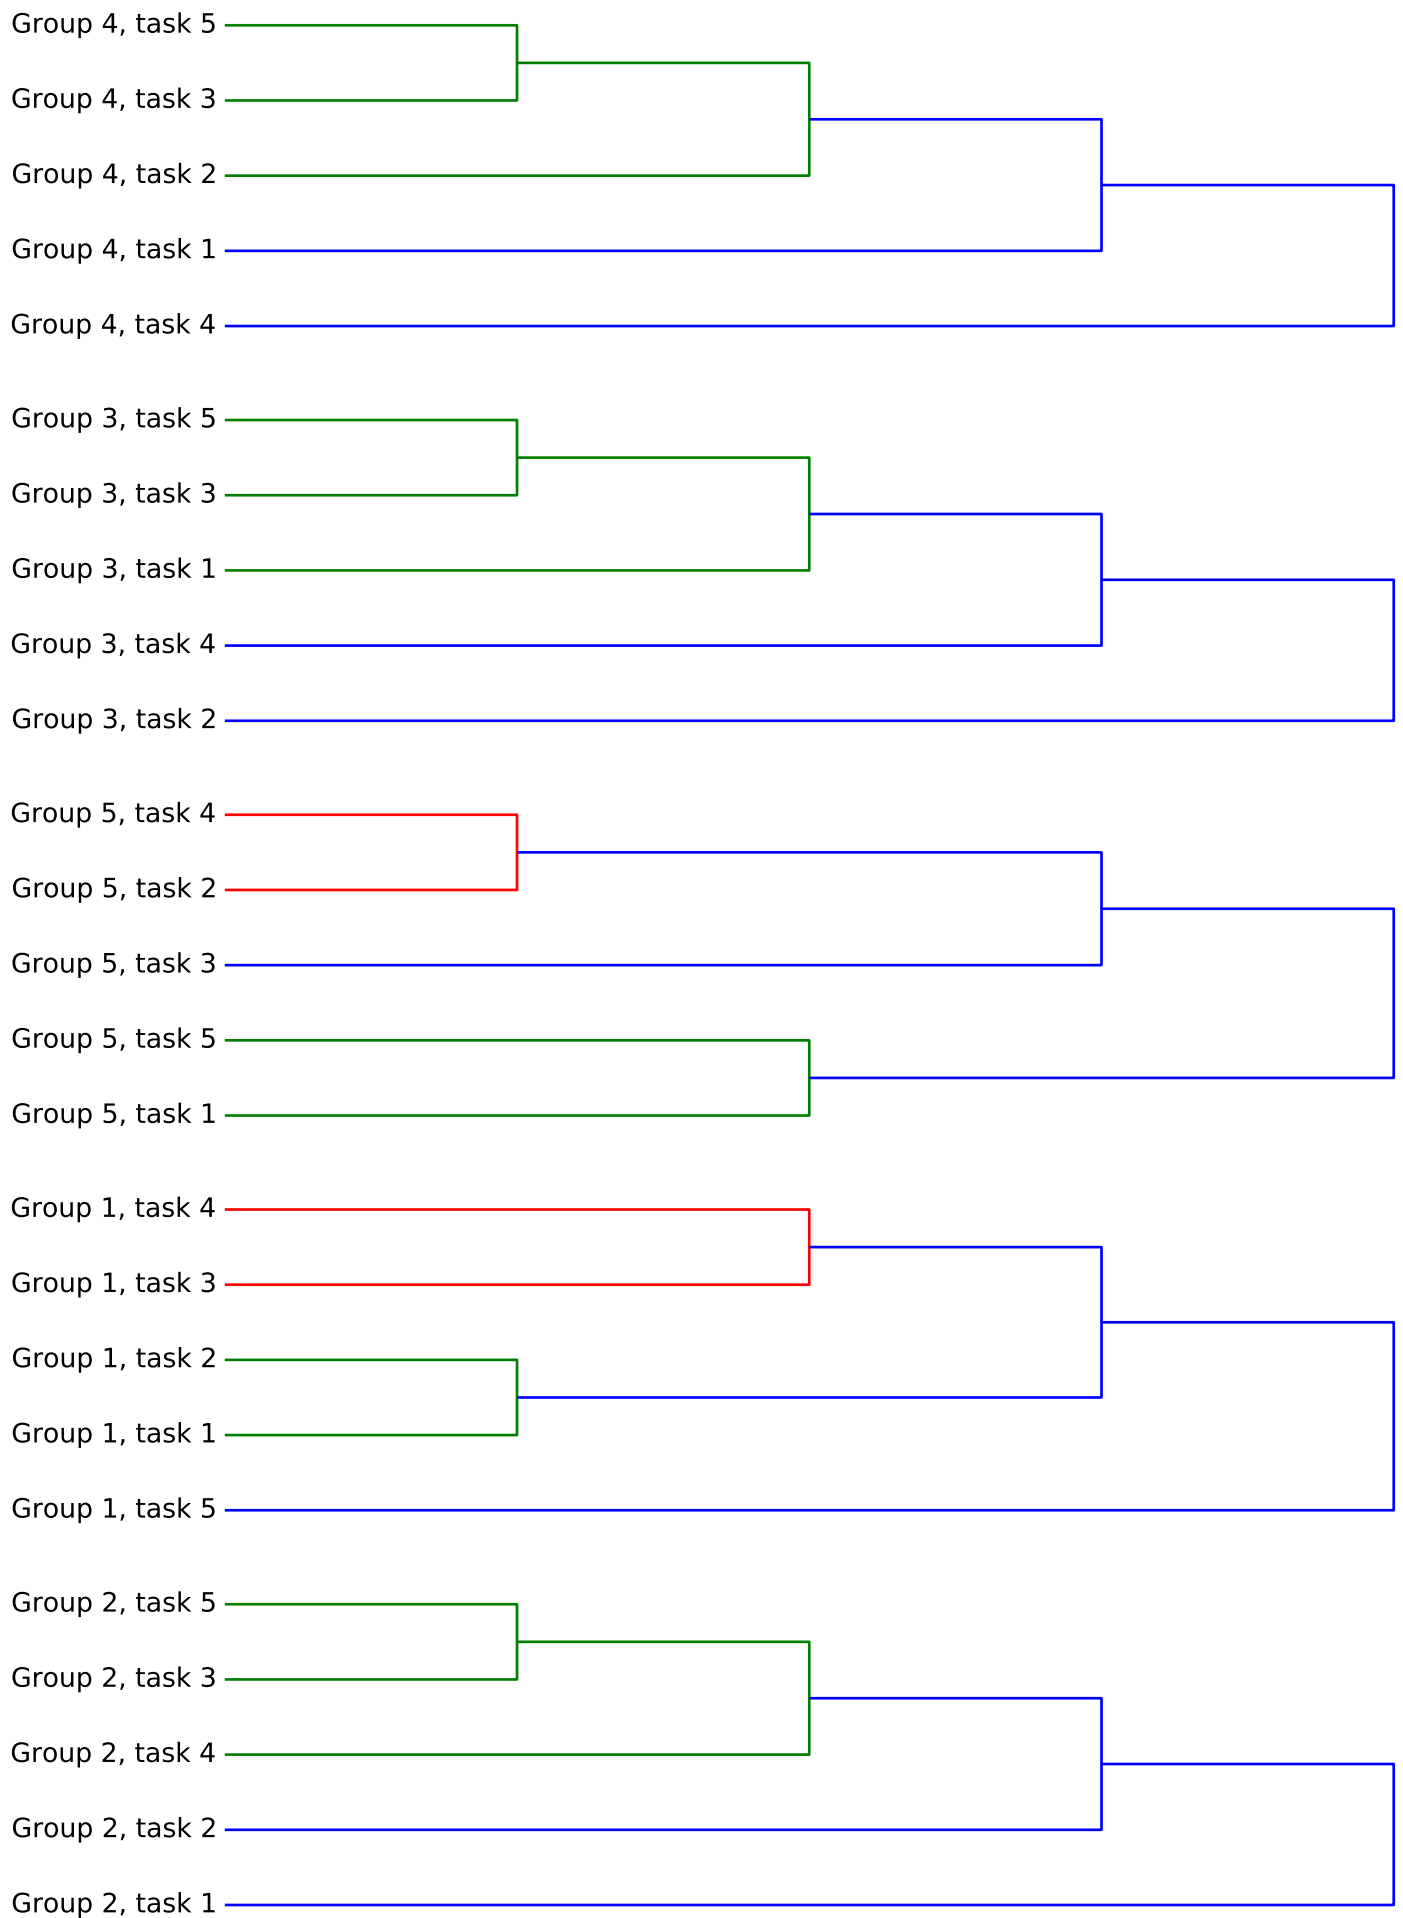 Group 4, task 5
Group 4, task 3
Group 4, task 2
Group 4, task 1
Group 4, task 4
Group 3, task 5
Group 3, task 3
Group 3, task 1
Group 3, task 4
Group 3, task 2
Group 5, task 4
Group 5, task 2
Group 5, task 3
Group 5, task 5
Group 5, task 1
Group 1, task 4
Group 1, task 3
Group 1, task 2
Group 1, task 1
Group 1, task 5
Group 2, task 5
Group 2, task 3
Group 2, task 4
Group 2, task 2
Group 2, task 1